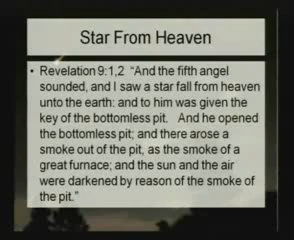 Star From Heaven
• Revelation 9:1,2 “And the fifth angel
sounded, and I saw a star fall from heaven
unto the earth: and to him was given the
key of the bottomless pit. And he opened
the bottomless pit; and there arose a
smoke out of the pit, as the smoke of a
great furnace; and the sun and the air
were darkened by reason of the smoke of
the pit.”